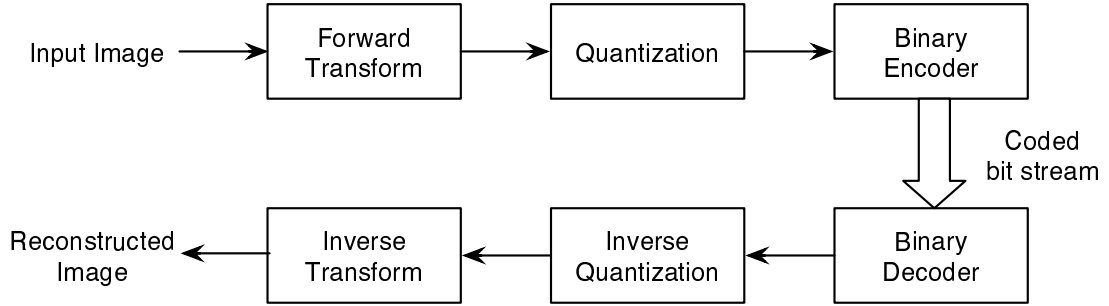 Input Image
Forward
Transform
Quantization
Binary
Encoder
Coded
bit stream
Reconstructed
Image
Inverse
Transform
Inverse
Quantization
Binary
Decoder